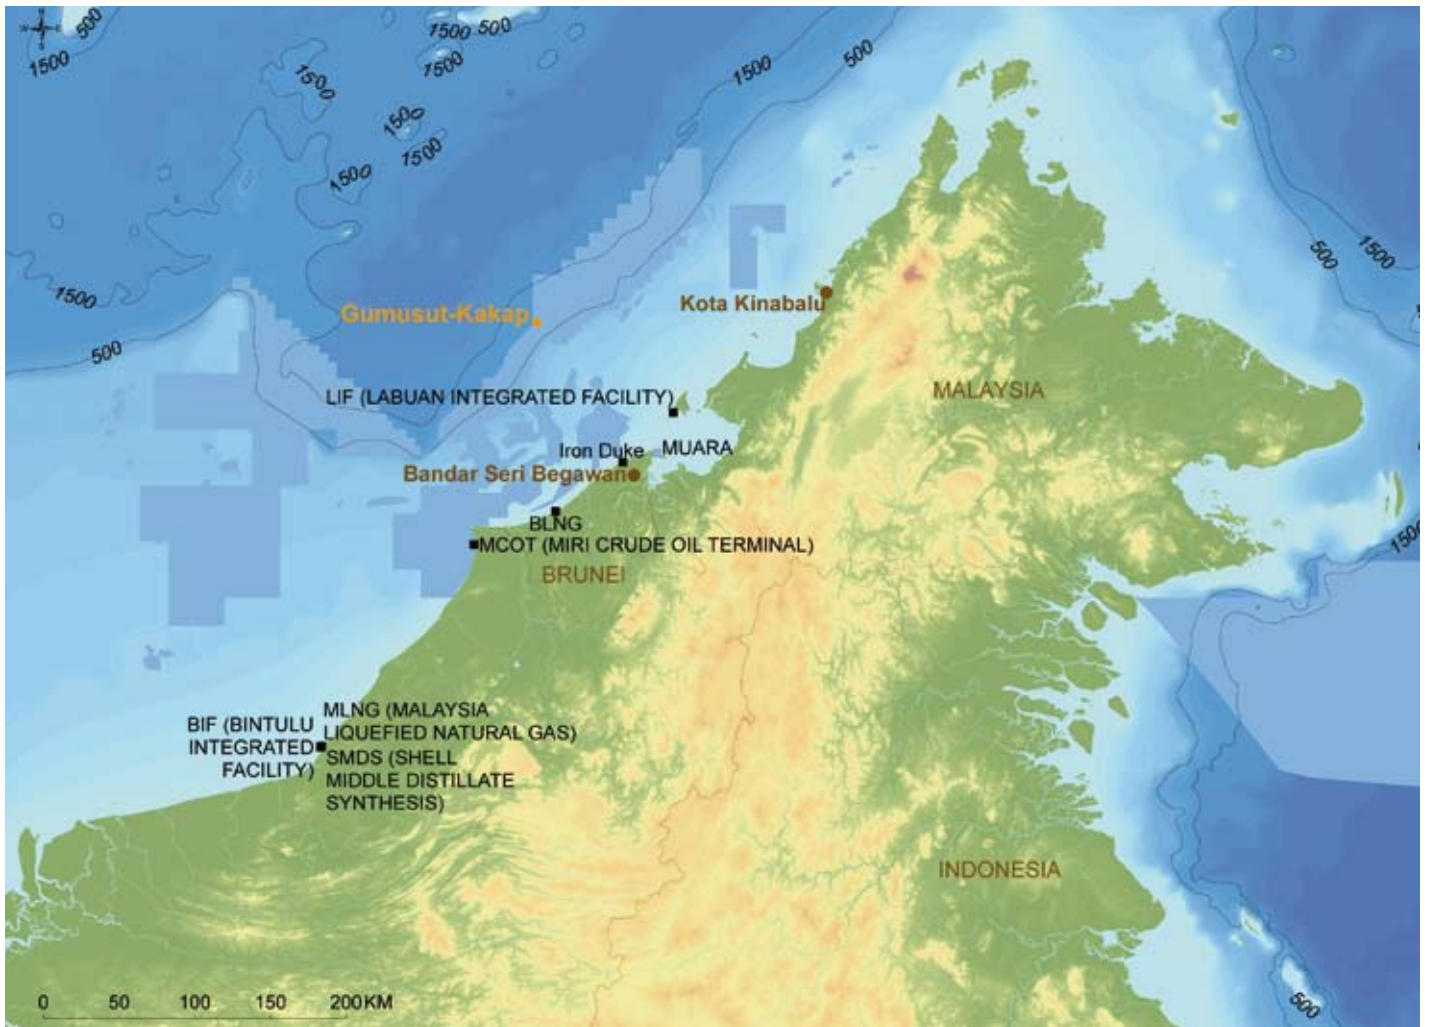 500
1500
1500 500
1500
1500
1500
500
1500
1500
1500
500
1500
1500
500
Gumusut-Kakap
Kota Kinabalu
LIF (LABUAN INTEGRATED FACILITY)
MALAYSIA
Iron Duke
MUARA
Bandar Seri Begawan
BLNG
MCOT (MIRI CRUDE OIL TERMINAL)
BRUNEI
1500
BIF (BINTULU
INTEGRATED
FACILITY)
MLNG (MALAYSIA
LIQUEFIED NATURAL GAS)
SMDS (SHELL
MIDDLE DISTILLATE
SYNTHESIS)
INDONESIA
0 50 100 150 200KM
500